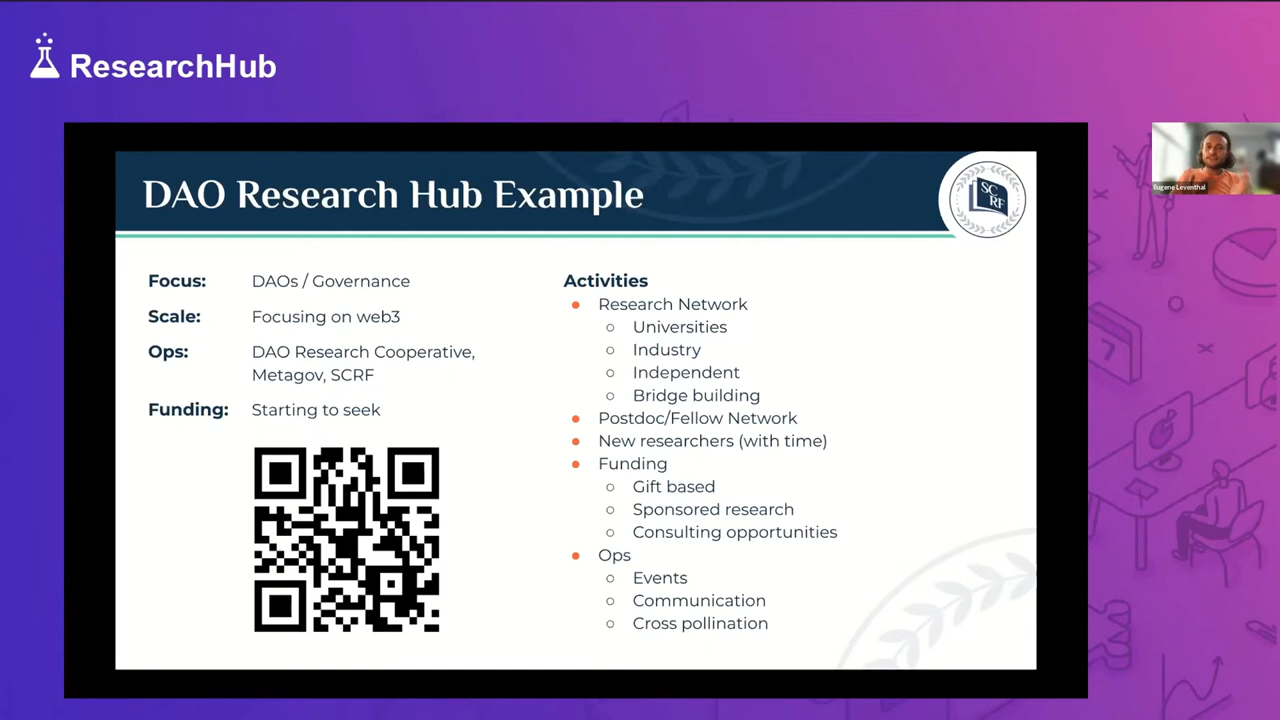 ResearchHub
DAO Research Hub Example
SC
RF
Eugene Leventhal
Focus: DAOs / Governance
Scale: Focusing on web3
Ops: DAO Research Cooperative,
Metagov, SCRF
Funding: Starting to seek
Activities
Research Network
Universities
Industry
Independent
Bridge building
Postdoc/Fellow Network
New researchers (with time)
Funding
Gift based
Sponsored research
Consulting opportunities
Ops
Events
Communication
Cross pollination
7